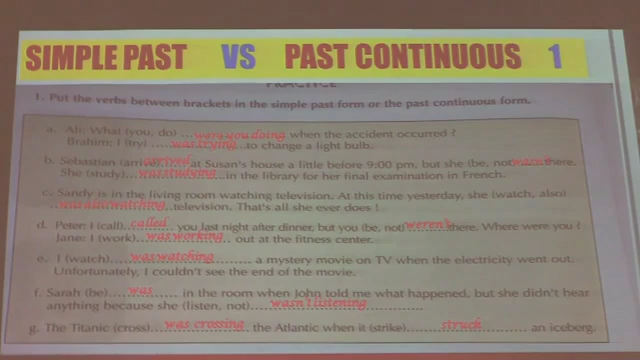 SIMPLE PAST VS PAST CONTINUOUS 1
PRACTICE
1. Put the verbs between brackets in the simple past form or the past continuous form.
a. Ali: What (you, do) ...were you doing when the accident occurred ?
Brahim: I (try) .....was trying...to change a light bulb.
b. Sebastian (arrive) arrived at Susan's house a little before 9:00 pm, but she (be, not) wasn't there.
She (study).....was studying...in the library for her final examination in French.
c. Sandy is in the living room watching television. At this time yesterday, she (watch, also)
...was also watching...television. That's all she ever does !
d. Peter: I (call)...called... you last night after dinner, but you (be, not) weren't there. Where were you ?
Jane: I (work)....was working... out at the fitness center.
e. I (watch)......was watching......... a mystery movie on TV when the electricity went out.
Unfortunately, I couldn't see the end of the movie.
f. Sarah (be)....was...... in the room when John told me what happened, but she didn't hear
anything because she (listen, not).....wasn't listening..............
g. The Titanic (cross)...was crossing the Atlantic when it (strike)........struck........ an iceberg.